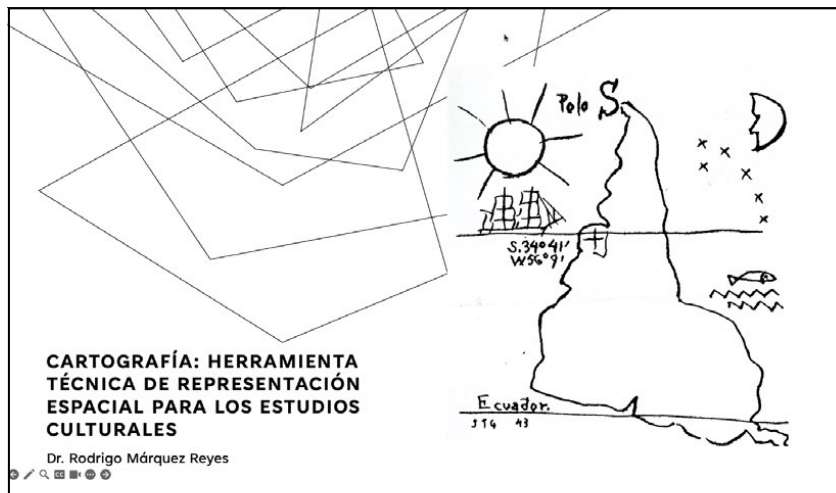 Polo S
S.34°41'
W56°9'
Ecuador.
JTG 43
CARTOGRAFÍA: HERRAMIENTA
TÉCNICA DE REPRESENTACIÓN
ESPACIAL PARA LOS ESTUDIOS
CULTURALES
Dr. Rodrigo Márquez Reyes